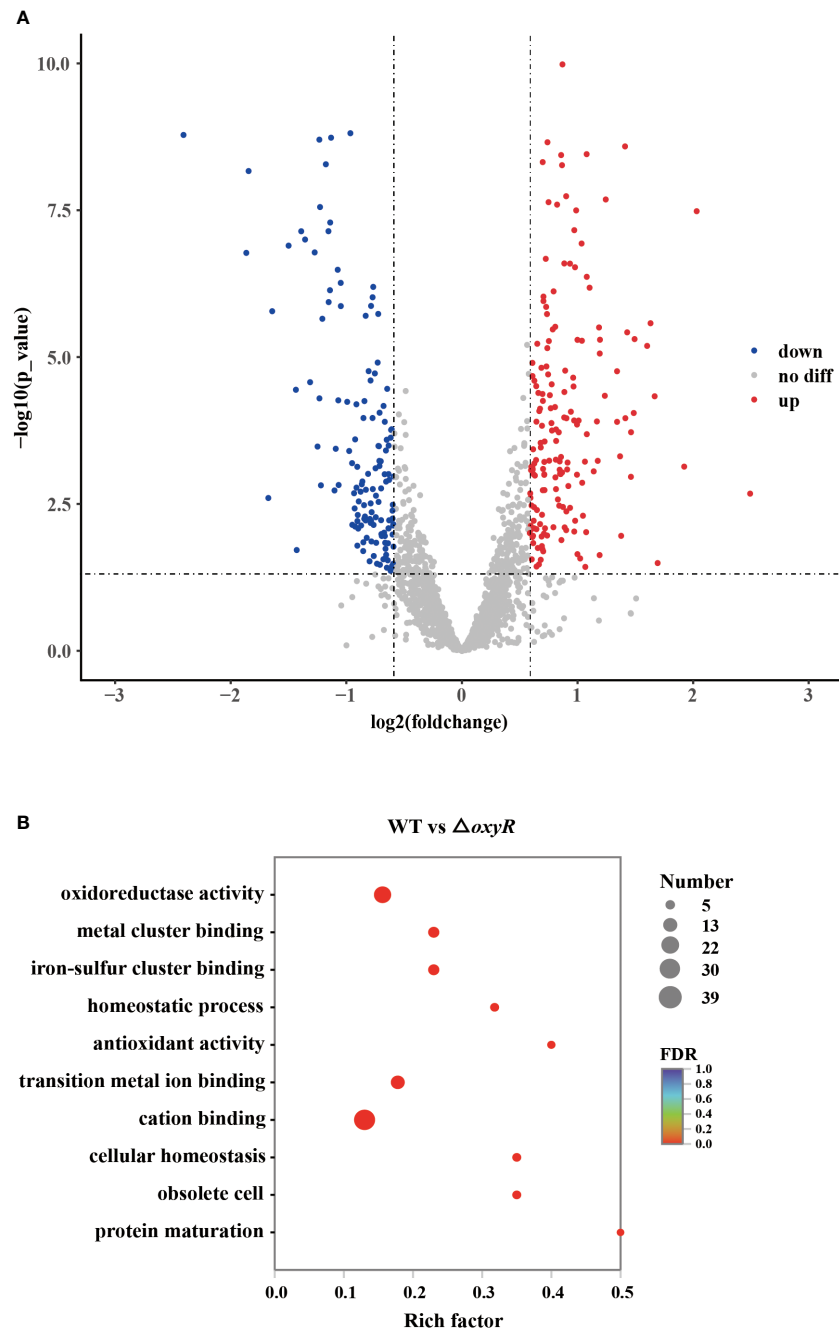 A
10.0
7.5
5.0
2.5
0.0
−log10(p_value)
−3 −2 −1 0 1 2 3
log2(foldchange)
down
no diff
up
B
WT vs △oxyR
oxidoreductase activity
metal cluster binding
iron-sulfur cluster binding
homeostatic process
antioxidant activity
transition metal ion binding
cation binding
cellular homeostasis
obsolete cell
protein maturation
0.0 0.1 0.2 0.3 0.4 0.5
Rich factor
Number
5
13
22
30
39
FDR
1.0
0.8
0.6
0.4
0.2
0.0